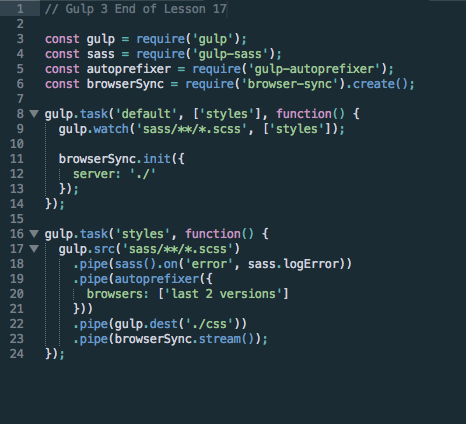 1 // Gulp 3 End of Lesson 17
2
3 const gulp = require('gulp');
4 const sass = require('gulp-sass');
5 const autoprefixer = require('gulp-autoprefixer');
6 const browserSync = require('browser-sync').create();
7
8 gulp.task('default', ['styles'], function() {
9   gulp.watch('sass/**/*.scss', ['styles']);
10
11   browserSync.init({
12     server: './'
13   });
14 });
15
16 gulp.task('styles', function() {
17   gulp.src('sass/**/*.scss')
18     .pipe(sass().on('error', sass.logError))
19     .pipe(autoprefixer({
20       browsers: ['last 2 versions']
21     }))
22     .pipe(gulp.dest('./css'))
23     .pipe(browserSync.stream());
24 });